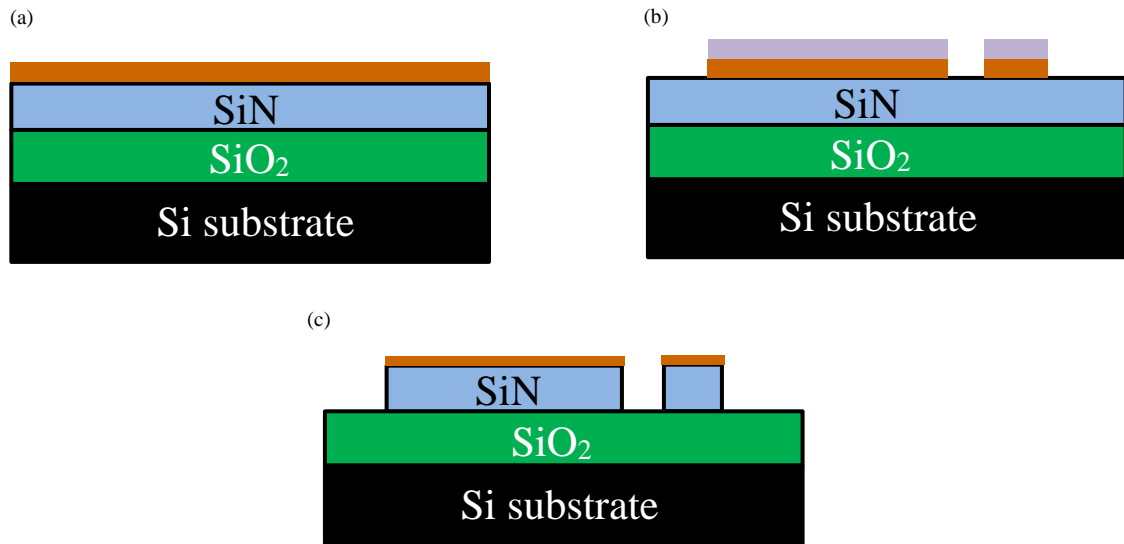 (a)
SiN
SiO₂
Si substrate
(b)
SiN
SiO₂
Si substrate
(c)
SiN
SiO₂
Si substrate